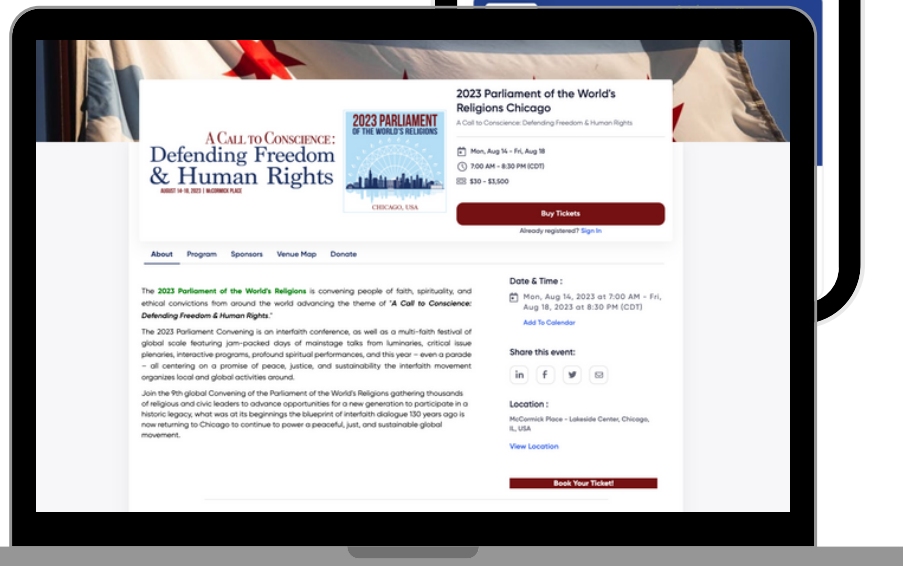 A CALL TO CONSCIENCE:
Defending Freedom
& Human Rights
AUGUST 14-18, 2023 | McCORMICK PLACE
2023 PARLIAMENT
OF THE WORLD'S RELIGIONS
CHICAGO, USA
2023 Parliament of the World's
Religions Chicago
A Call to Conscience: Defending Freedom & Human Rights
Mon, Aug 14 - Fri, Aug 18
7:00 AM - 8:30 PM (CDT)
$30 - $3,500
Buy Tickets
Already registered? Sign In
About Program Sponsors Venue Map Donate
The 2023 Parliament of the World's Religions is convening people of faith, spirituality, and
ethical convictions from around the world advancing the theme of "A Call to Conscience:
Defending Freedom & Human Rights."
The 2023 Parliament Convening is an interfaith conference, as well as a multi-faith festival of
global scale featuring jam-packed days of mainstage talks from luminaries, critical issue
plenaries, interactive programs, profound spiritual performances, and this year – even a parade
– all centering on a promise of peace, justice, and sustainability the interfaith movement
organizes local and global activities around.
Join the 9th global Convening of the Parliament of the World's Religions gathering thousands
of religious and civic leaders to advance opportunities for a new generation to participate in a
historic legacy, what was at its beginnings the blueprint of interfaith dialogue 130 years ago is
now returning to Chicago to continue to power a peaceful, just, and sustainable global
movement.
Date & Time :
Mon, Aug 14, 2023 at 7:00 AM - Fri,
Aug 18, 2023 at 8:30 PM (CDT)
Add To Calendar
Share this event:
Location :
McCormick Place - Lakeside Center, Chicago,
IL, USA
View Location
Book Your Ticket!